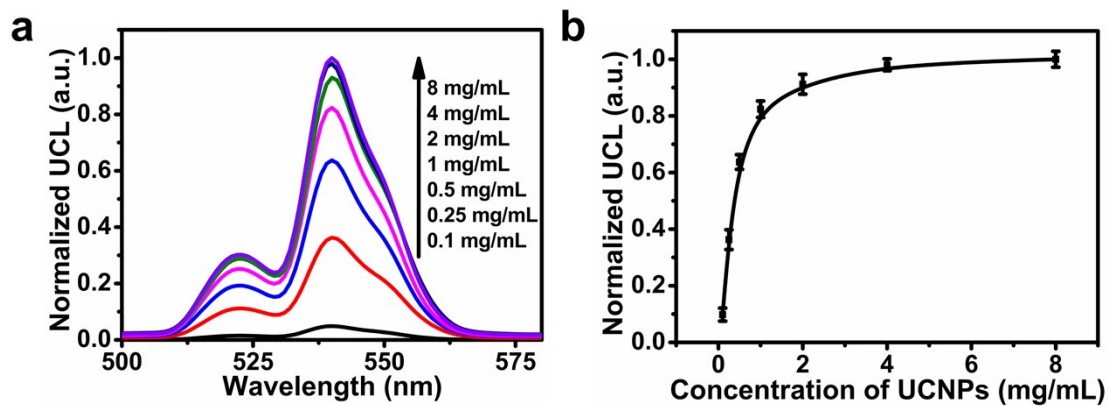 a
Normalized UCL (a.u.)
1.0
0.8
0.6
0.4
0.2
0.0
8 mg/mL
4 mg/mL
2 mg/mL
1 mg/mL
0.5 mg/mL
0.25 mg/mL
0.1 mg/mL
500 525 550 575
Wavelength (nm)
b
Normalized UCL (a.u.)
1.0
0.8
0.6
0.4
0.2
0.0
0 2 4 6 8
Concentration of UCNPs (mg/mL)